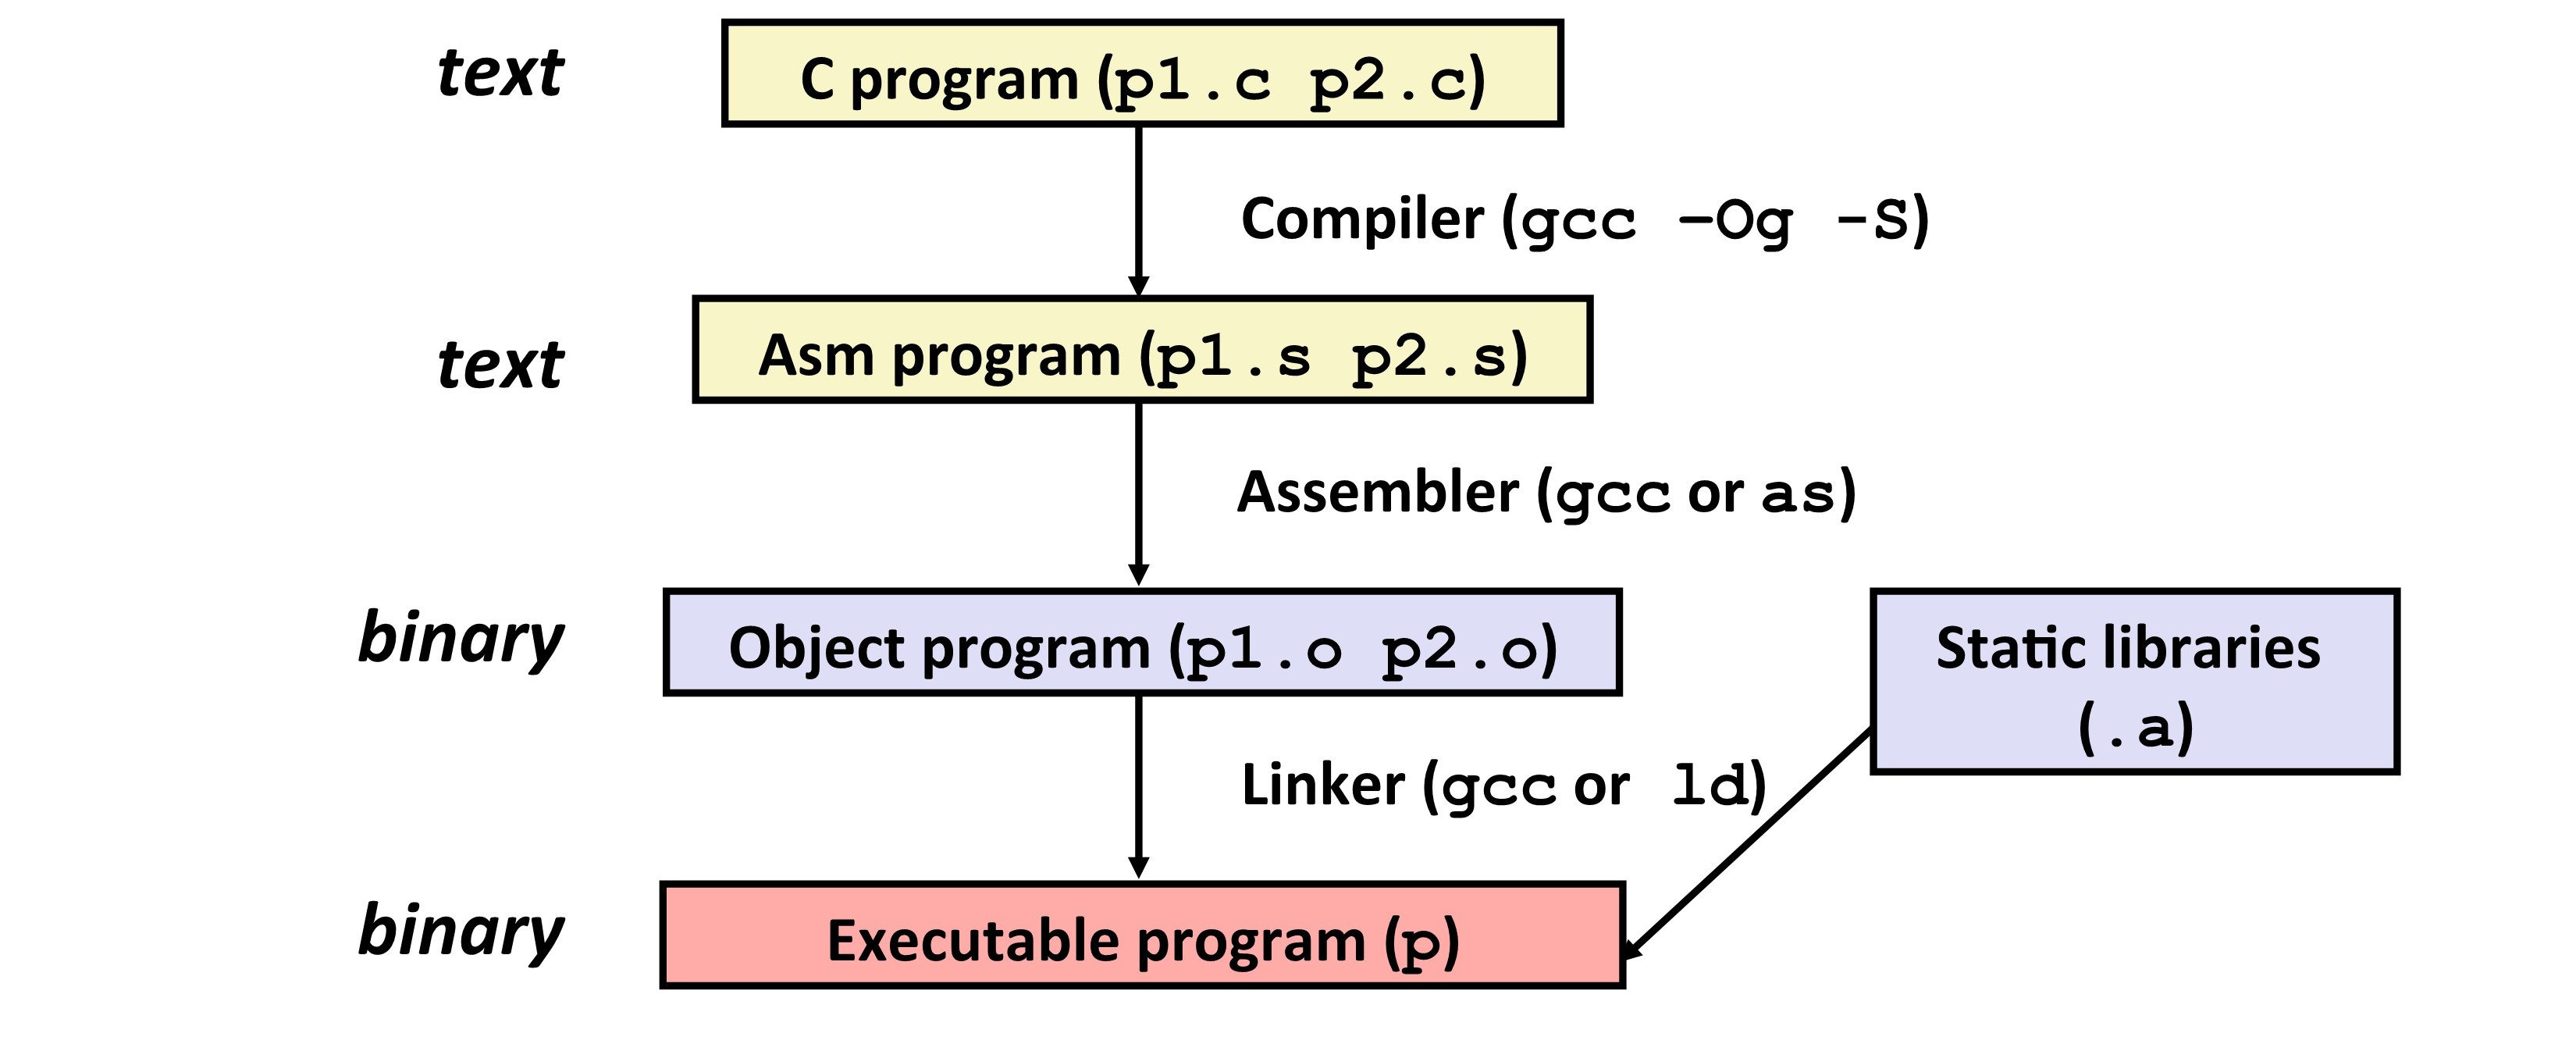 text
C program (p1.c p2.c)
Compiler (gcc –Og -S)
text
Asm program (p1.s p2.s)
Assembler (gcc or as)
binary
Object program (p1.o p2.o)
Static libraries
(.a)
Linker (gcc or ld)
binary
Executable program (p)